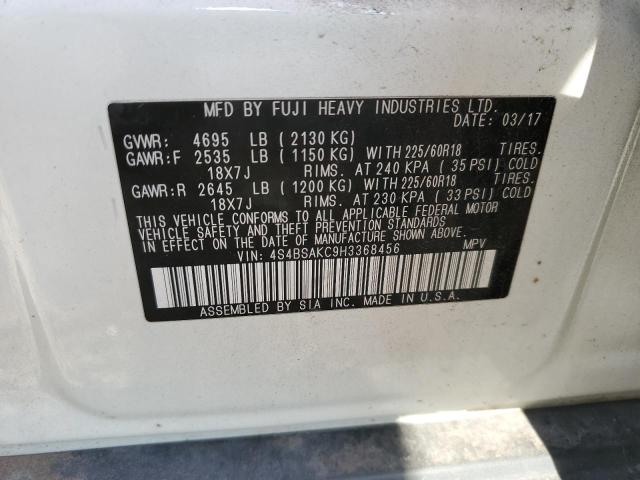 MFD BY FUJI HEAVY INDUSTRIES LTD.
DATE: 03/17
GVWR: 4695 LB (2130 KG)
GAWR:F 2535 LB (1150 KG) WITH 225/60R18 TIRES.
18X7J RIMS. AT 240 KPA (35 PSI) COLD
GAWR:R 2645 LB (1200 KG) WITH 225/60R18 TIRES.
18X7J RIMS. AT 230 KPA (33 PSI) COLD
THIS VEHICLE CONFORMS TO ALL APPLICABLE FEDERAL MOTOR
VEHICLE SAFETY AND THEFT PREVENTION STANDARDS IN EFFECT
ON THE DATE OF MANUFACTURE SHOWN ABOVE.
VIN: 4S4BSAKC9H3368456 MPV
ASSEMBLED BY SIA INC. MADE IN U.S.A.